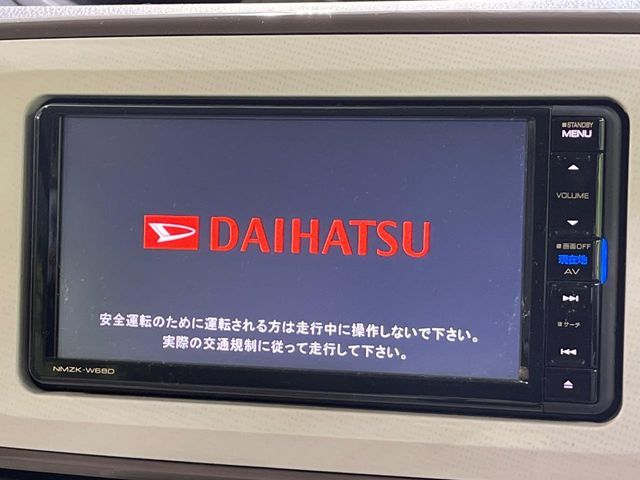 STANDBY
MENU
VOLUME
画面OFF
現在地
AV
サーチ
DAIHATSU
安全運転のために運転される方は走行中に操作しないで下さい。
実際の交通規制に従って走行して下さい。
NMZK-W68D